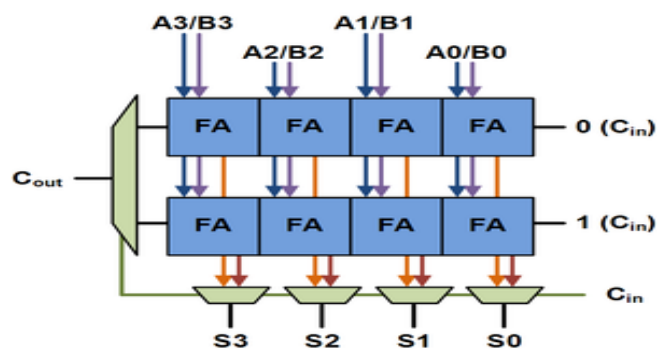 A3/B3
A1/B1
A2/B2
A0/B0
FA FA FA FA
0 (Cin)
Cout
FA FA FA FA
1 (Cin)
Cin
S3 S2 S1 S0